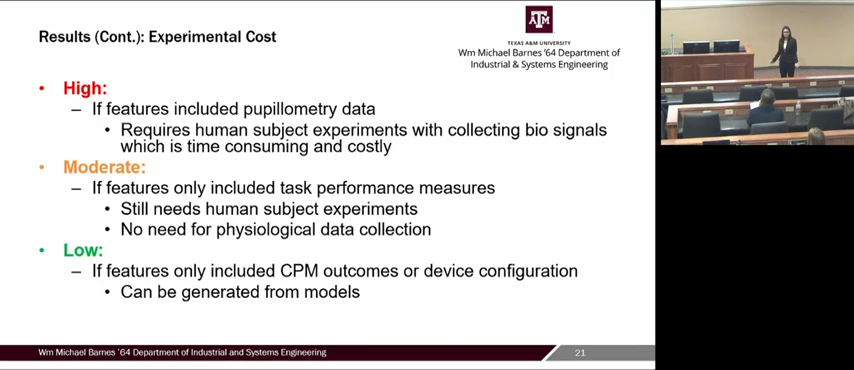 Results (Cont.): Experimental Cost
ATM
TEXAS A&M UNIVERSITY
Wm Michael Barnes '64 Department of
Industrial & Systems Engineering
• High:
– If features included pupillometry data
• Requires human subject experiments with collecting bio signals
which is time consuming and costly
• Moderate:
– If features only included task performance measures
• Still needs human subject experiments
• No need for physiological data collection
• Low:
– If features only included CPM outcomes or device configuration
• Can be generated from models
Wm Michael Barnes '64 Department of Industrial and Systems Engineering
21